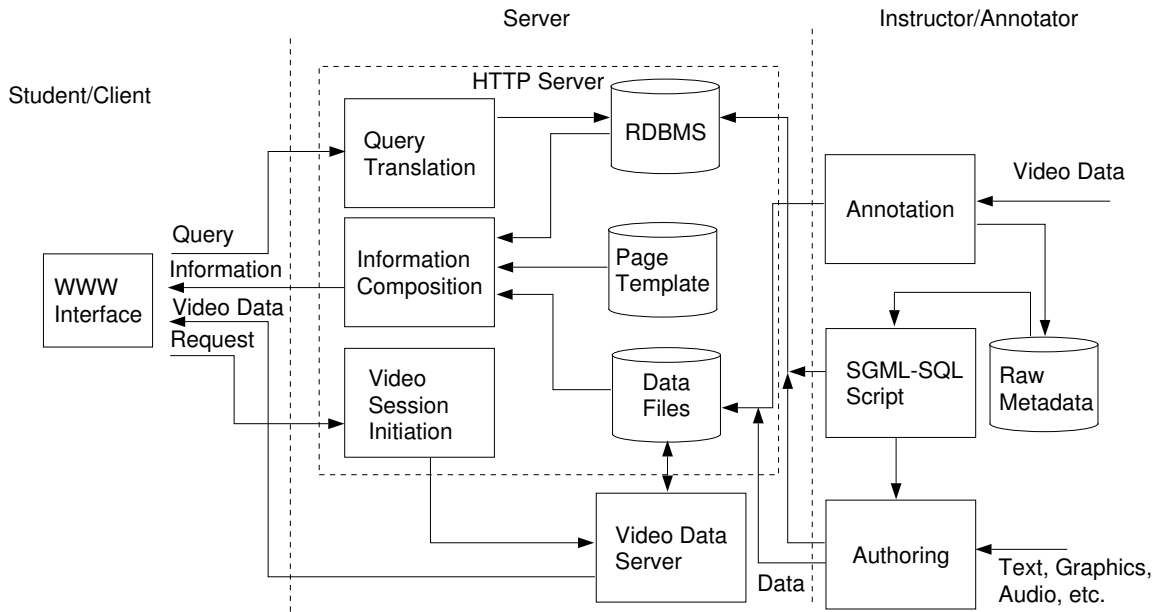 Server
Instructor/Annotator
Student/Client
HTTP Server
RDBMS
Query
Translation
Video Data
Annotation
Query
Information
Video Data
Request
WWW
Interface
Information
Composition
Page
Template
Video
Session
Initiation
Data
Files
SGML-SQL
Script
Raw
Metadata
Video Data
Server
Data
Authoring
Text, Graphics,
Audio, etc.